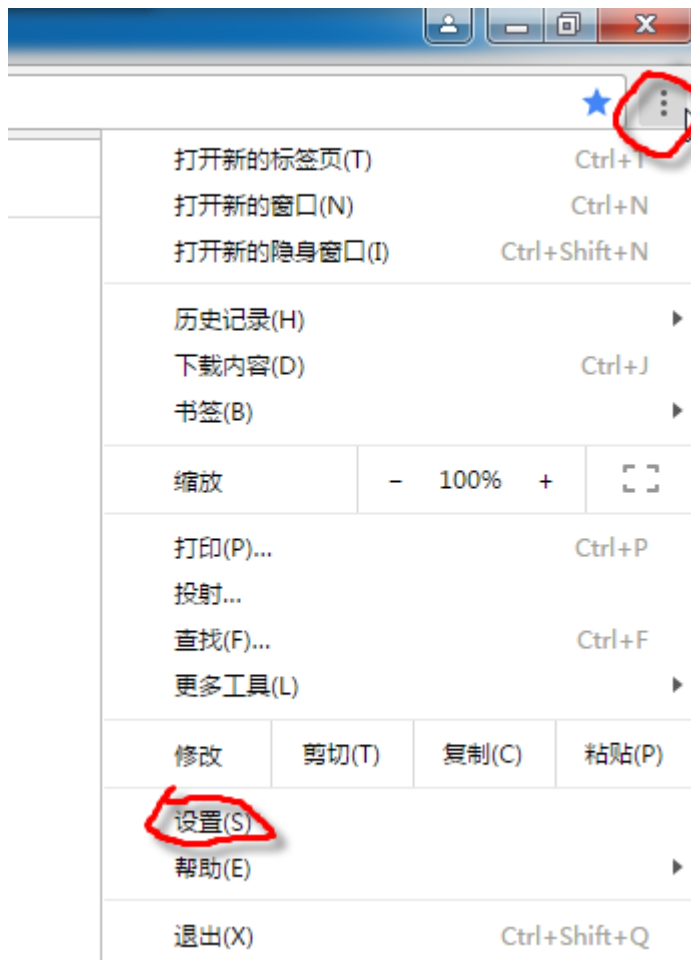 打开新的标签页(T) Ctrl+T
打开新的窗口(N) Ctrl+N
打开新的隐身窗口(I) Ctrl+Shift+N
历史记录(H)
下载内容(D) Ctrl+J
书签(B)
缩放 - 100% +
打印(P)... Ctrl+P
投射...
查找(F)... Ctrl+F
更多工具(L)
修改 剪切(T) 复制(C) 粘贴(P)
设置(S)
帮助(E)
退出(X) Ctrl+Shift+Q